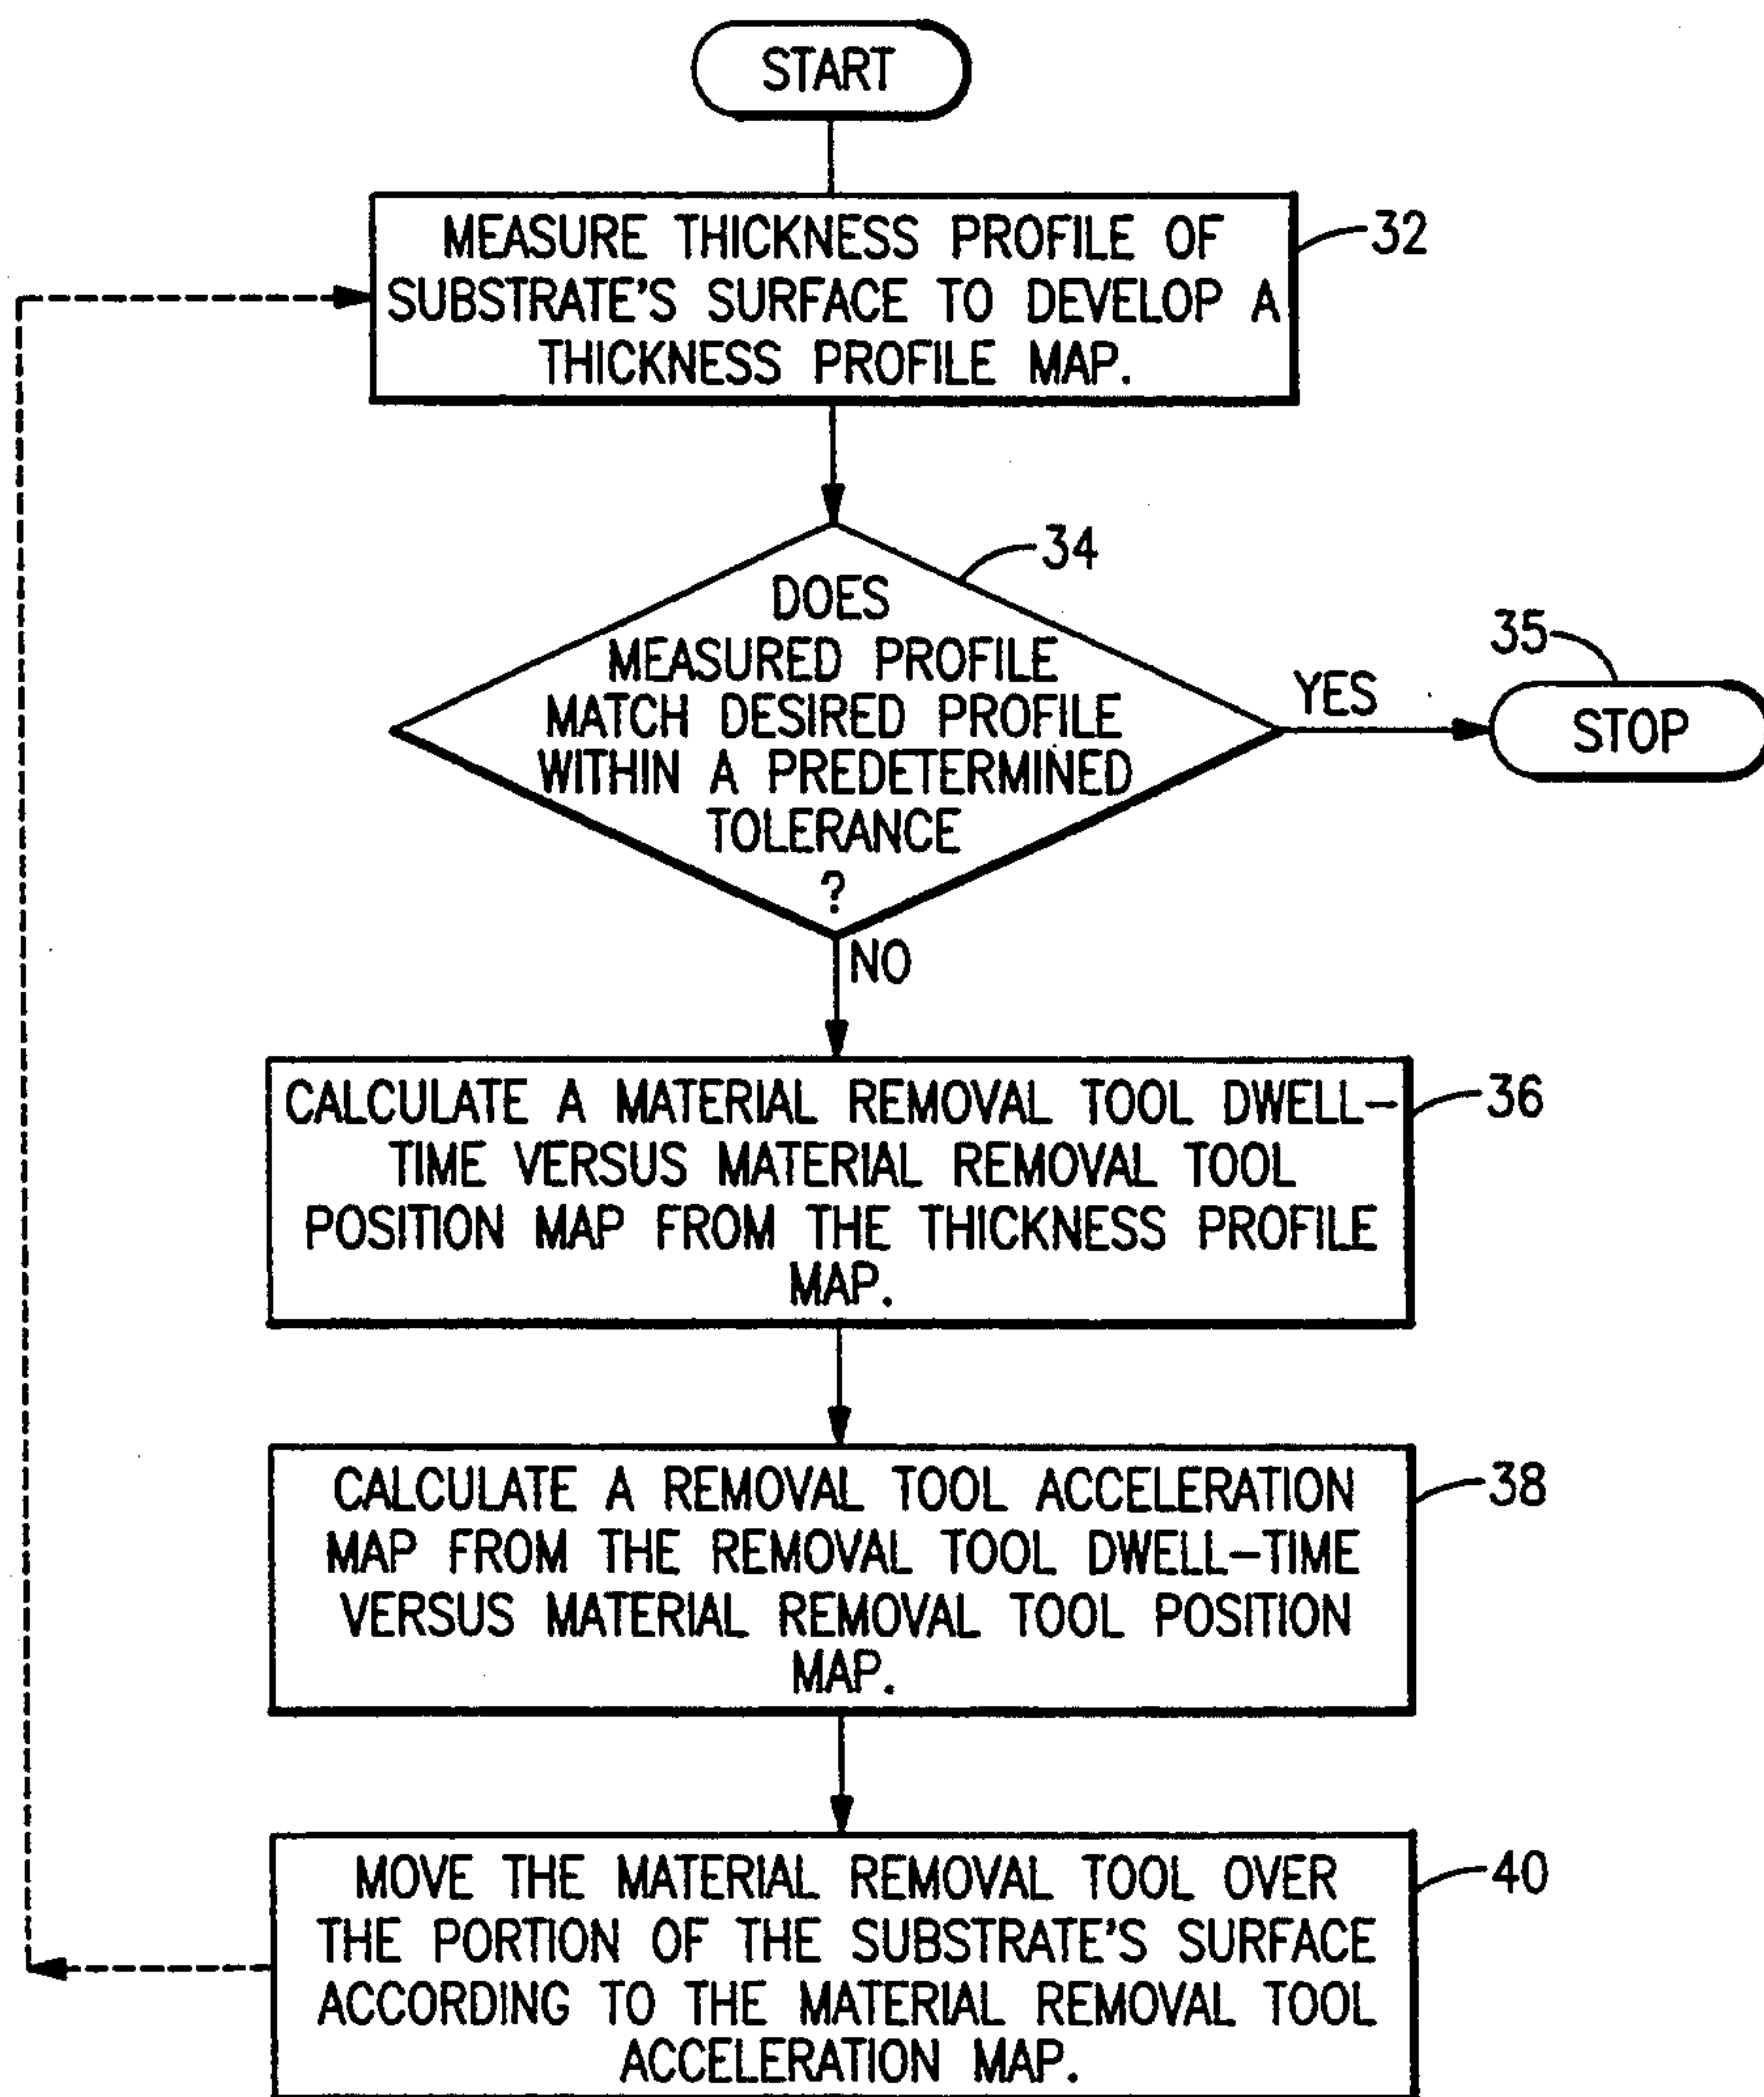 START
MEASURE THICKNESS PROFILE OF
SUBSTRATE'S SURFACE TO DEVELOP A
THICKNESS PROFILE MAP.
32
34
DOES
MEASURED PROFILE
MATCH DESIRED PROFILE
WITHIN A PREDETERMINED
TOLERANCE
?
YES
35
STOP
NO
CALCULATE A MATERIAL REMOVAL TOOL DWELL–
TIME VERSUS MATERIAL REMOVAL TOOL
POSITION MAP FROM THE THICKNESS PROFILE
MAP.
36
CALCULATE A REMOVAL TOOL ACCELERATION
MAP FROM THE REMOVAL TOOL DWELL–TIME
VERSUS MATERIAL REMOVAL TOOL POSITION
MAP.
38
MOVE THE MATERIAL REMOVAL TOOL OVER
THE PORTION OF THE SUBSTRATE'S SURFACE
ACCORDING TO THE MATERIAL REMOVAL TOOL
ACCELERATION MAP.
40